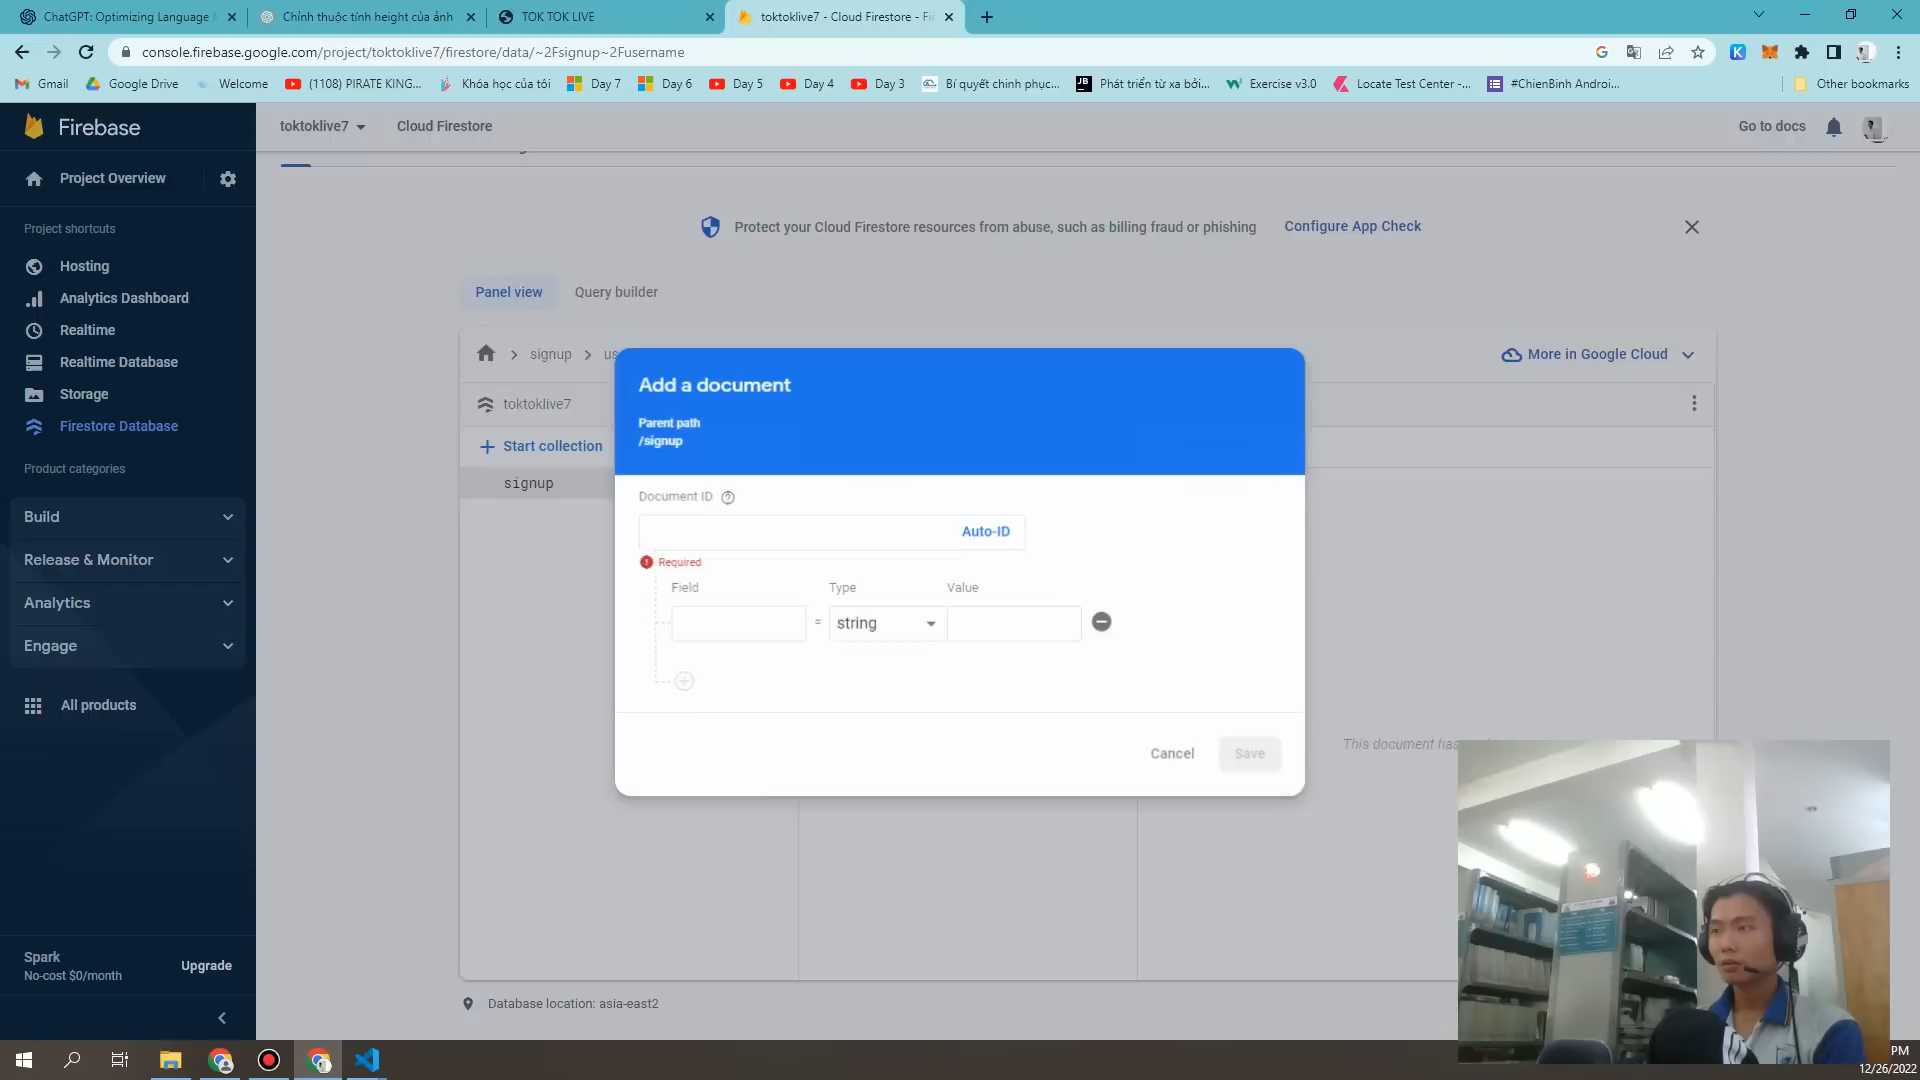 ChatGPT: Optimizing Language
Chỉnh thuộc tính height của ảnh
TOK TOK LIVE
toktoklive7 - Cloud Firestore - Fir
console.firebase.google.com/project/toktoklive7/firestore/data/~2Fsignup~2Fusername
Gmail
Google Drive
Welcome
(1108) PIRATE KING...
Khóa học của tôi
Day 7
Day 6
Day 5
Day 4
Day 3
Bí quyết chinh phục...
Phát triển từ xa bởi...
Exercise v3.0
Locate Test Center -...
#ChienBinh Androi...
Other bookmarks
Firebase
toktoklive7
Cloud Firestore
Go to docs
Project Overview
Project shortcuts
Hosting
Analytics Dashboard
Realtime
Realtime Database
Storage
Firestore Database
Product categories
Build
Release & Monitor
Analytics
Engage
All products
Spark
No-cost $0/month
Upgrade
Protect your Cloud Firestore resources from abuse, such as billing fraud or phishing
Configure App Check
Panel view
Query builder
signup
us
More in Google Cloud
toktoklive7
Start collection
signup
Add a document
Parent path
/signup
Document ID
Auto-ID
Required
Field
Type
Value
=
string
Cancel
Save
This document has
Database location: asia-east2
PM
12/26/2022